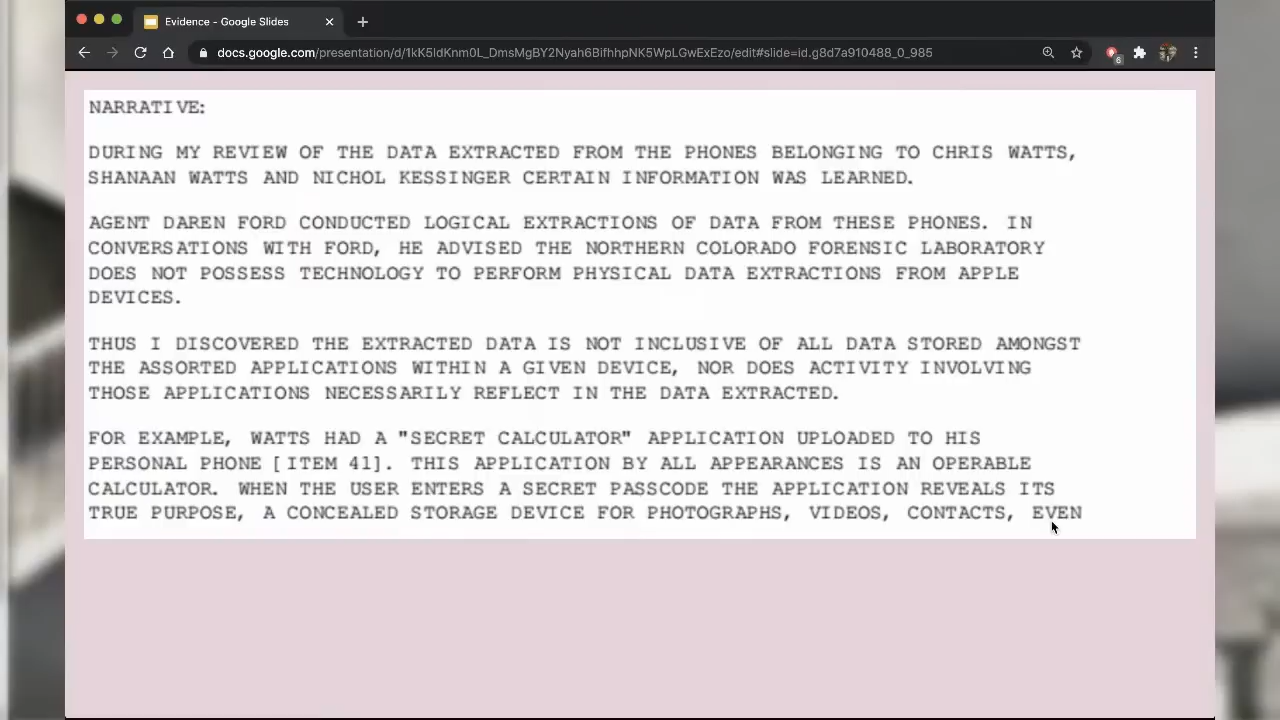 Evidence - Google Slides
docs.google.com/presentation/d/1kK5ldKnm0L_DmsMgBY2Nyah6BifhhpNK5WpLGwExEzo/edit#slide=id.g8d7a910488_0_985
6
NARRATIVE:
DURING MY REVIEW OF THE DATA EXTRACTED FROM THE PHONES BELONGING TO CHRIS WATTS,
SHANAAN WATTS AND NICHOL KESSINGER CERTAIN INFORMATION WAS LEARNED.
AGENT DAREN FORD CONDUCTED LOGICAL EXTRACTIONS OF DATA FROM THESE PHONES. IN
CONVERSATIONS WITH FORD, HE ADVISED THE NORTHERN COLORADO FORENSIC LABORATORY
DOES NOT POSSESS TECHNOLOGY TO PERFORM PHYSICAL DATA EXTRACTIONS FROM APPLE
DEVICES.
THUS I DISCOVERED THE EXTRACTED DATA IS NOT INCLUSIVE OF ALL DATA STORED AMONGST
THE ASSORTED APPLICATIONS WITHIN A GIVEN DEVICE, NOR DOES ACTIVITY INVOLVING
THOSE APPLICATIONS NECESSARILY REFLECT IN THE DATA EXTRACTED.
FOR EXAMPLE, WATTS HAD A "SECRET CALCULATOR" APPLICATION UPLOADED TO HIS
PERSONAL PHONE [ITEM 41]. THIS APPLICATION BY ALL APPEARANCES IS AN OPERABLE
CALCULATOR. WHEN THE USER ENTERS A SECRET PASSCODE THE APPLICATION REVEALS ITS
TRUE PURPOSE, A CONCEALED STORAGE DEVICE FOR PHOTOGRAPHS, VIDEOS, CONTACTS, EVEN